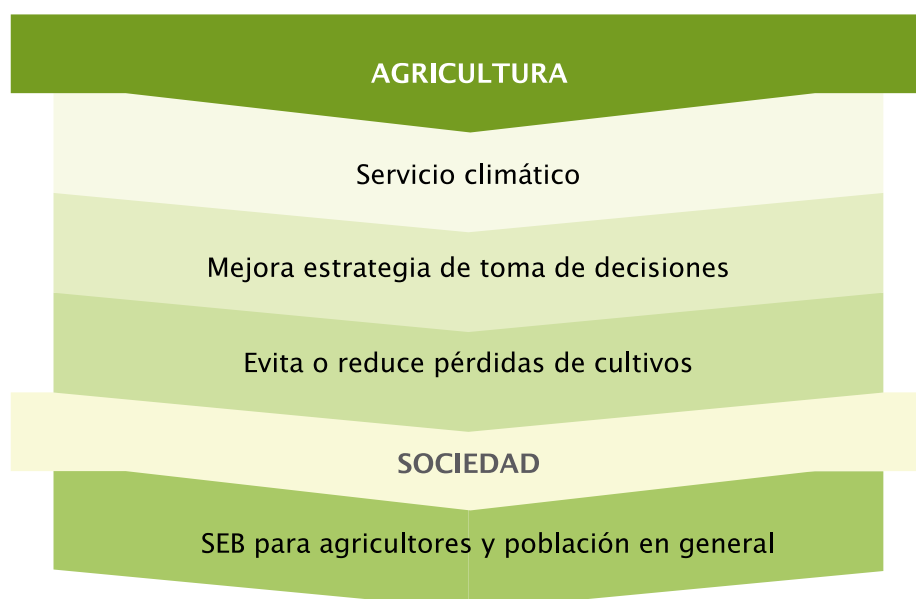 AGRICULTURA
Servicio climático
Mejora estrategia de toma de decisiones
Evita o reduce pérdidas de cultivos
SOCIEDAD
SEB para agricultores y población en general